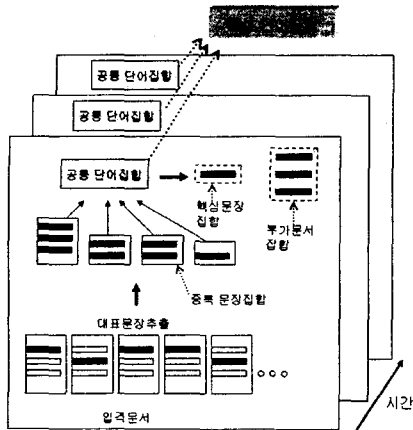 공통 단어집합
공통 단어집합
공통 단어집합
핵심문장
집합
부가문서
집합
중복 문장집합
대표문장추출
입력문서
시간